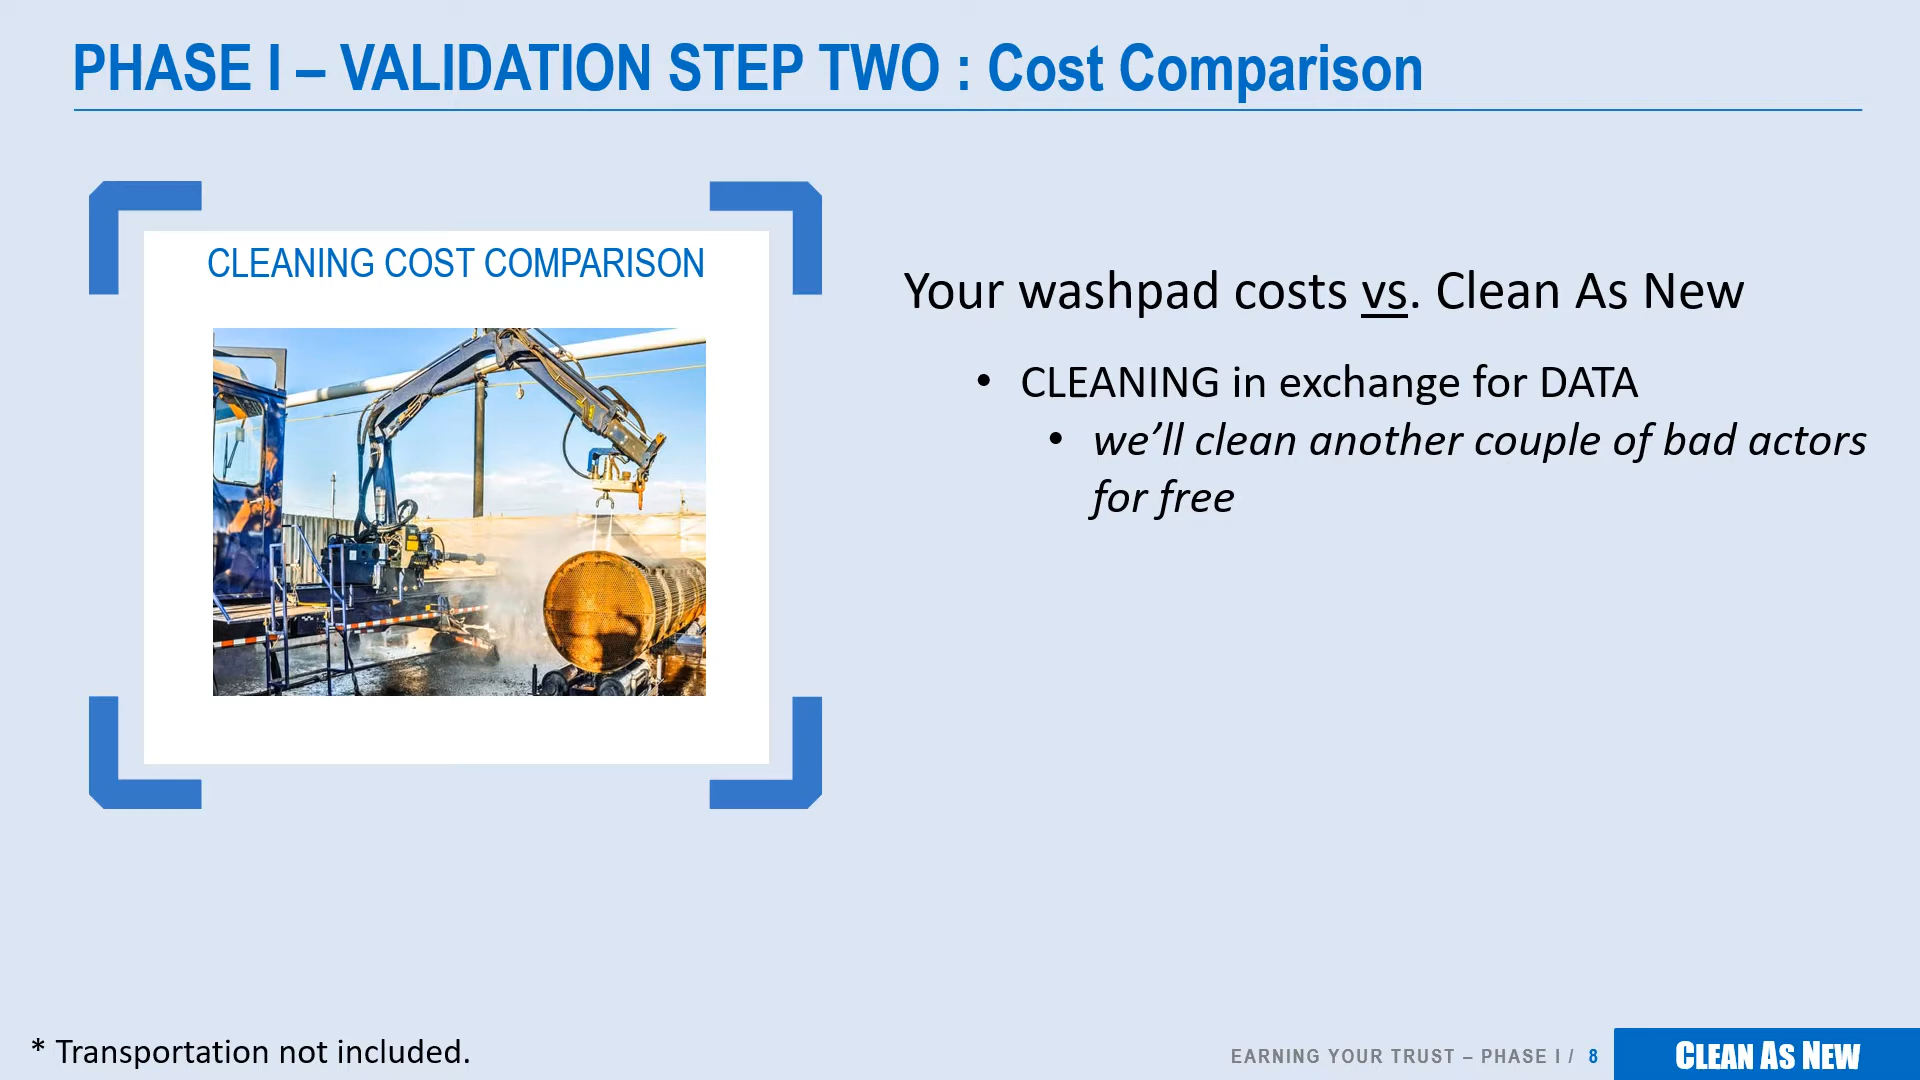 PHASE I – VALIDATION STEP TWO : Cost Comparison
CLEANING COST COMPARISON
Your washpad costs vs. Clean As New
• CLEANING in exchange for DATA
• we’ll clean another couple of bad actors
for free
* Transportation not included.
EARNING YOUR TRUST – PHASE I / 8
CLEAN AS NEW